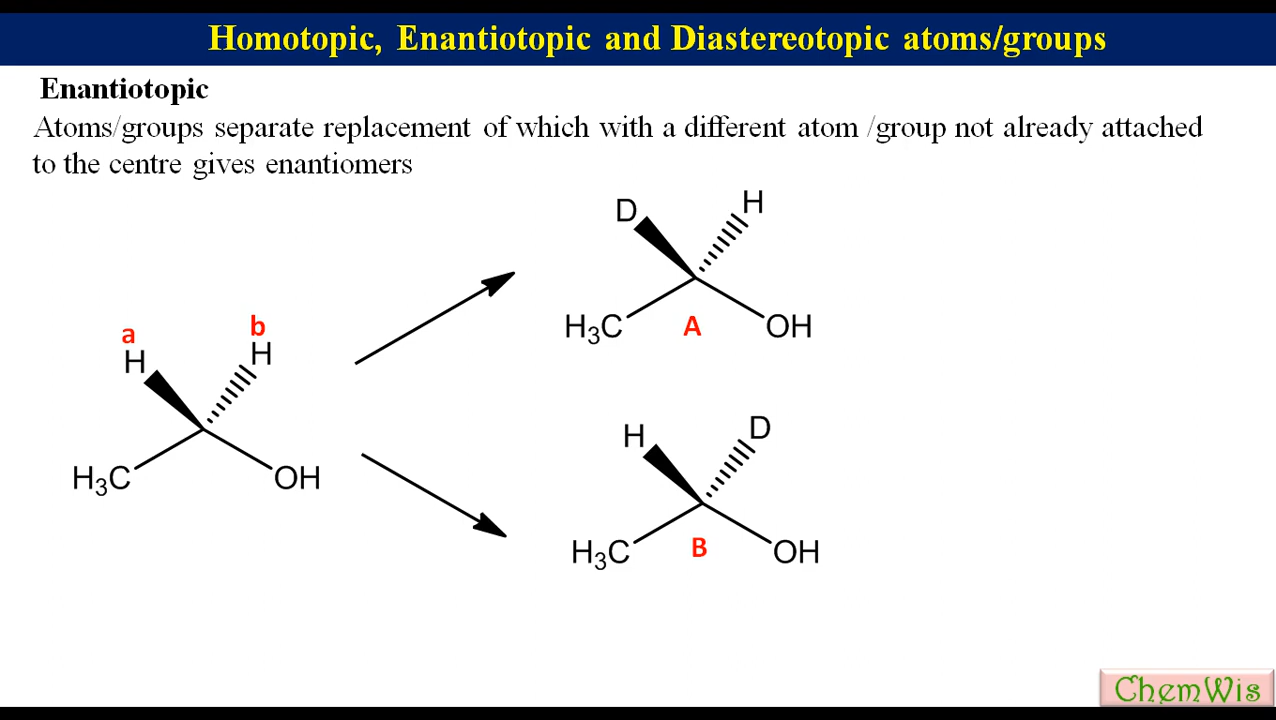 Homotopic, Enantiotopic and Diastereotopic atoms/groups
Enantiotopic
Atoms/groups separate replacement of which with a different atom /group not already attached
to the centre gives enantiomers
D H
H₃C A OH
a b
H H
H₃C OH
H D
H₃C B OH
ChemWis